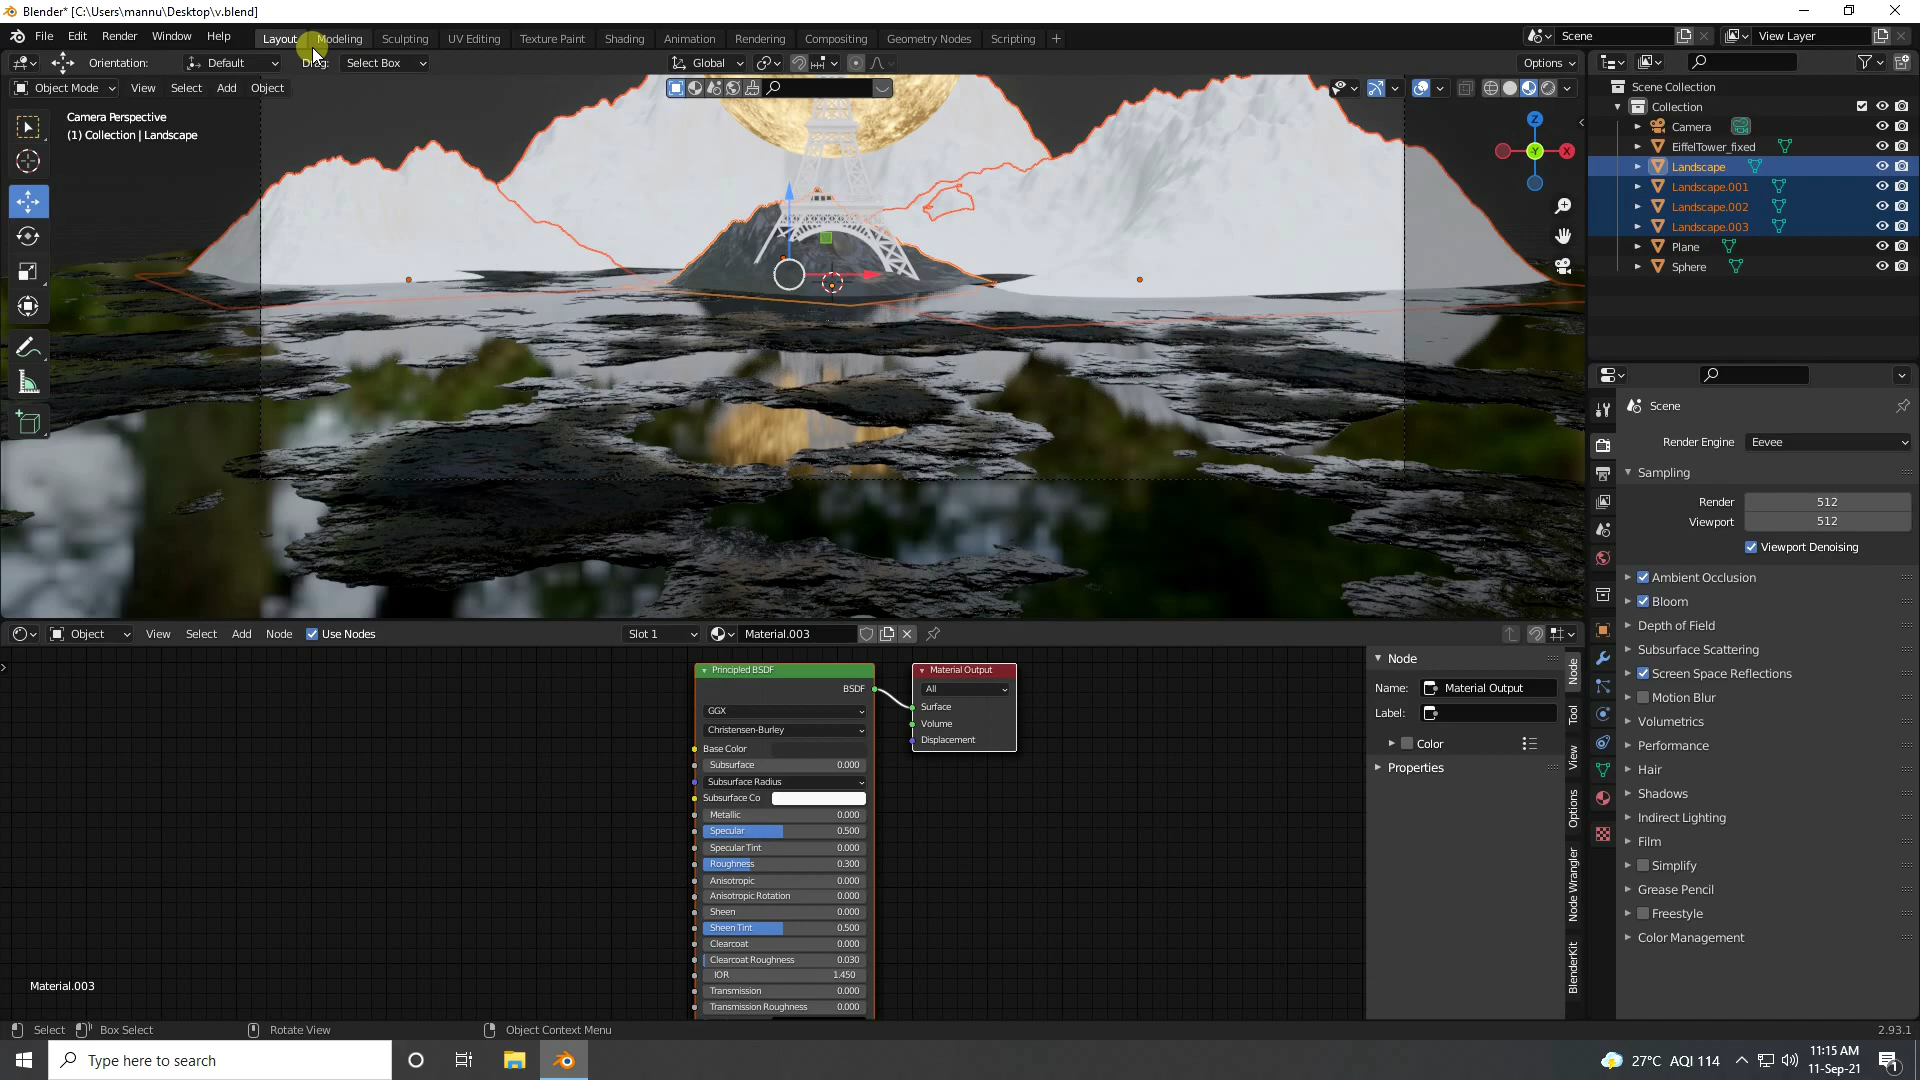 Blender* [C:\Users\mannu\Desktop\v.blend]
File Edit Render Window Help Layout Modeling Sculpting UV Editing Texture Paint Shading Animation Rendering Compositing Geometry Nodes Scripting + Scene View Layer
Orientation: Default Drag: Select Box Global Options
Object Mode View Select Add Object
Camera Perspective
(1) Collection | Landscape
Z
X
Y
Scene Collection
Collection
Camera
EiffelTower_fixed
Landscape
Landscape.001
Landscape.002
Landscape.003
Plane
Sphere
Scene
Render Engine Eevee
Sampling
Render 512
Viewport 512
Viewport Denoising
Ambient Occlusion
Bloom
Depth of Field
Subsurface Scattering
Screen Space Reflections
Motion Blur
Volumetrics
Performance
Hair
Shadows
Indirect Lighting
Film
Simplify
Grease Pencil
Freestyle
Color Management
Object View Select Add Node Use Nodes Slot 1 Material.003
Principled BSDF
BSDF
GGX
Christensen-Burley
Base Color
Subsurface 0.000
Subsurface Radius
Subsurface Co
Metallic 0.000
Specular 0.500
Specular Tint 0.000
Roughness 0.300
Anisotropic 0.000
Anisotropic Rotation 0.000
Sheen 0.000
Sheen Tint 0.500
Clearcoat 0.000
Clearcoat Roughness 0.030
IOR 1.450
Transmission 0.000
Transmission Roughness 0.000
Material Output
All
Surface
Volume
Displacement
Node
Name: Material Output
Label:
Color
Properties
Node
Tool
View
Options
Node Wrangler
BlenderKit
Material.003
Select Box Select Rotate View Object Context Menu 2.93.1
Type here to search
27°C AQI 114
11:15 AM
11-Sep-21
1